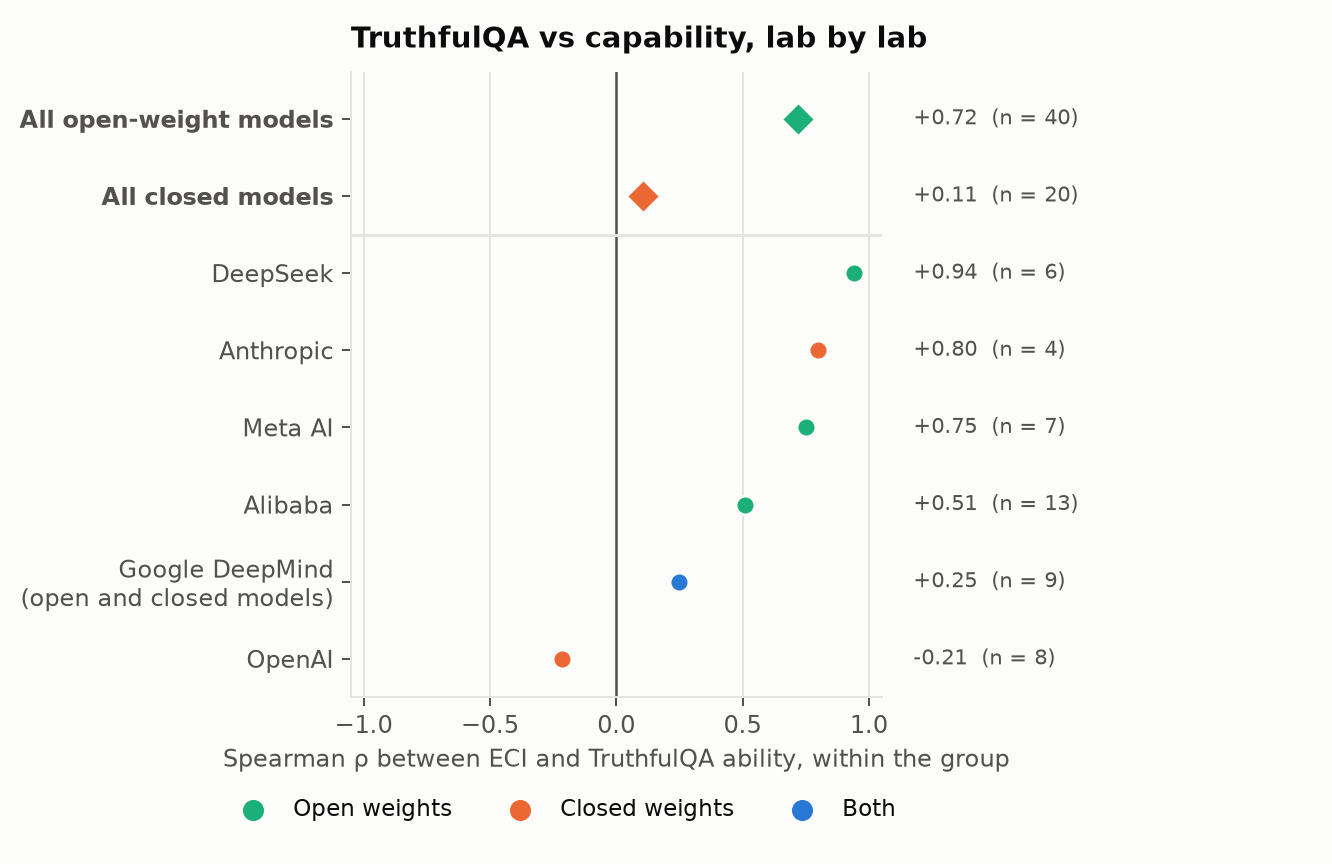 TruthfulQA vs capability, lab by lab
All open-weight models +0.72 (n = 40)
All closed models +0.11 (n = 20)
DeepSeek +0.94 (n = 6)
Anthropic +0.80 (n = 4)
Meta AI +0.75 (n = 7)
Alibaba +0.51 (n = 13)
Google DeepMind
(open and closed models) +0.25 (n = 9)
OpenAI -0.21 (n = 8)
−1.0 −0.5 0.0 0.5 1.0
Spearman ρ between ECI and TruthfulQA ability, within the group
Open weights Closed weights Both